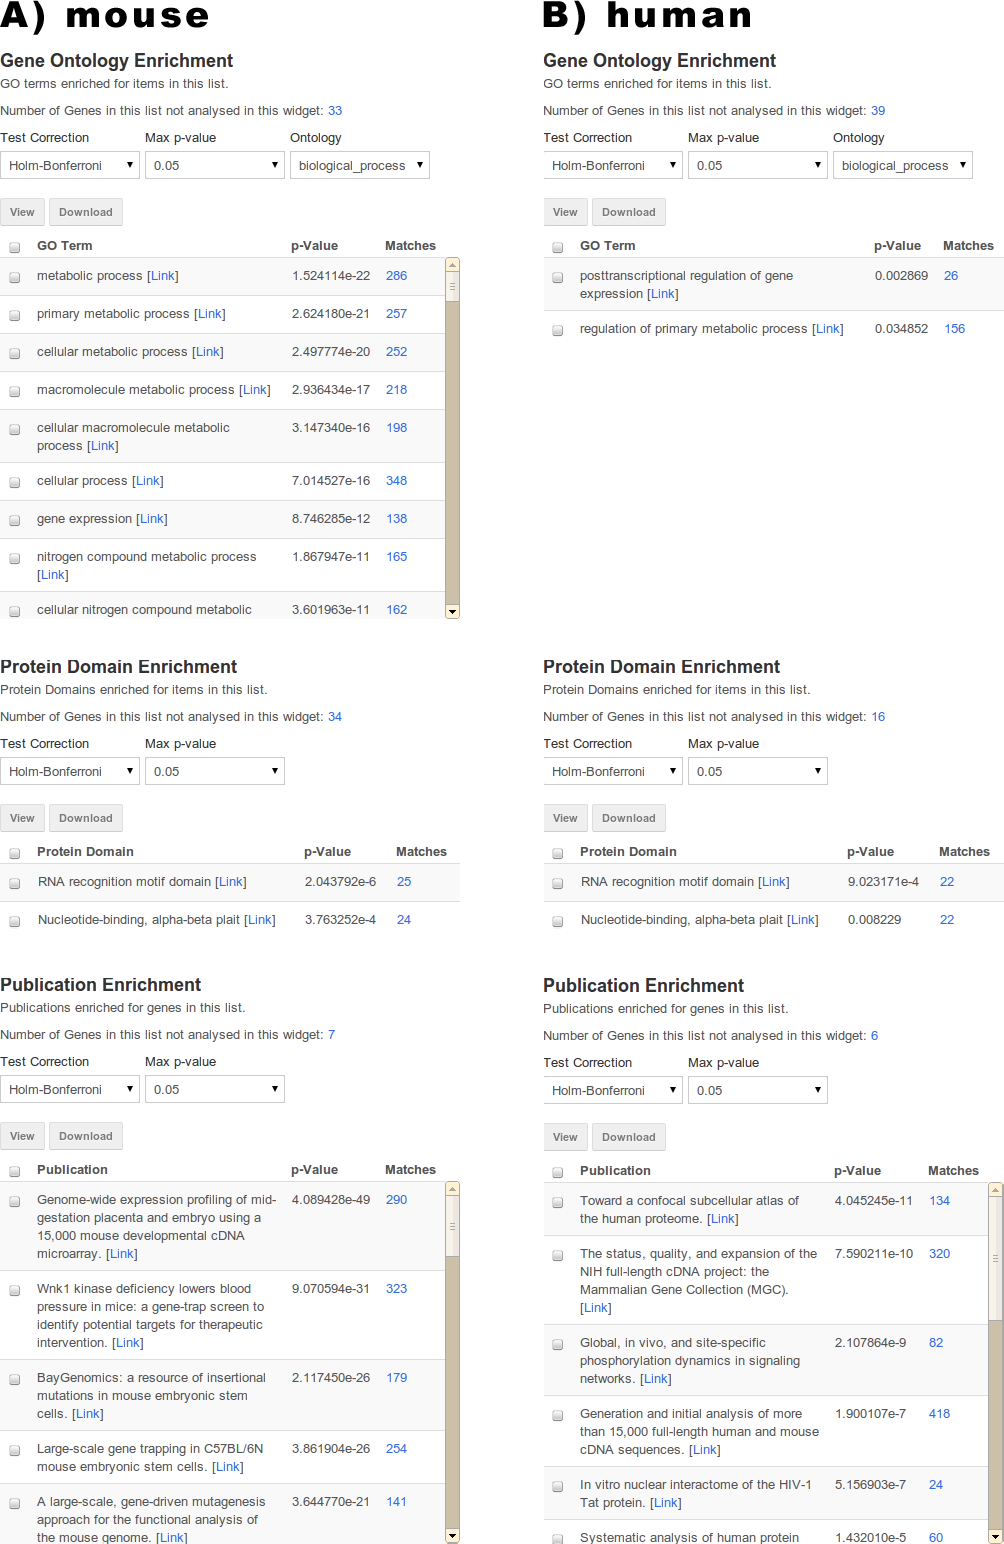 A) mouse
Gene Ontology Enrichment
GO terms enriched for items in this list.
Number of Genes in this list not analysed in this widget: 33
Test Correction Max p-value Ontology
Holm-Bonferroni 0.05 biological_process
View Download
GO Term p-Value Matches
metabolic process [Link] 1.524114e-22 286
primary metabolic process [Link] 2.624180e-21 257
cellular metabolic process [Link] 2.497774e-20 252
macromolecule metabolic process [Link] 2.936434e-17 218
cellular macromolecule metabolic 3.147340e-16 198
process [Link]
cellular process [Link] 7.014527e-16 348
gene expression [Link] 8.746285e-12 138
nitrogen compound metabolic process 1.867947e-11 165
[Link]
cellular nitrogen compound metabolic 3.601963e-11 162
Protein Domain Enrichment
Protein Domains enriched for items in this list.
Number of Genes in this list not analysed in this widget: 34
Test Correction Max p-value
Holm-Bonferroni 0.05
View Download
Protein Domain p-Value Matches
RNA recognition motif domain [Link] 2.043792e-6 25
Nucleotide-binding, alpha-beta plait [Link] 3.763252e-4 24
Publication Enrichment
Publications enriched for genes in this list.
Number of Genes in this list not analysed in this widget: 7
Test Correction Max p-value
Holm-Bonferroni 0.05
View Download
Publication p-Value Matches
Genome-wide expression profiling of mid- 4.089428e-49 290
gestation placenta and embryo using a
15,000 mouse developmental cDNA
microarray. [Link]
Wnk1 kinase deficiency lowers blood 9.070594e-31 323
pressure in mice: a gene-trap screen to
identify potential targets for therapeutic
intervention. [Link]
BayGenomics: a resource of insertional 2.117450e-26 179
mutations in mouse embryonic stem
cells. [Link]
Large-scale gene trapping in C57BL/6N 3.861904e-26 254
mouse embryonic stem cells. [Link]
A large-scale, gene-driven mutagenesis 3.644770e-21 141
approach for the functional analysis of
the mouse genome. [Link]
B) human
Gene Ontology Enrichment
GO terms enriched for items in this list.
Number of Genes in this list not analysed in this widget: 39
Test Correction Max p-value Ontology
Holm-Bonferroni 0.05 biological_process
View Download
GO Term p-Value Matches
posttranscriptional regulation of gene 0.002869 26
expression [Link]
regulation of primary metabolic process [Link] 0.034852 156
Protein Domain Enrichment
Protein Domains enriched for items in this list.
Number of Genes in this list not analysed in this widget: 16
Test Correction Max p-value
Holm-Bonferroni 0.05
View Download
Protein Domain p-Value Matches
RNA recognition motif domain [Link] 9.023171e-4 22
Nucleotide-binding, alpha-beta plait [Link] 0.008229 22
Publication Enrichment
Publications enriched for genes in this list.
Number of Genes in this list not analysed in this widget: 6
Test Correction Max p-value
Holm-Bonferroni 0.05
View Download
Publication p-Value Matches
Toward a confocal subcellular atlas of 4.045245e-11 134
the human proteome. [Link]
The status, quality, and expansion of the 7.590211e-10 320
NIH full-length cDNA project: the
Mammalian Gene Collection (MGC).
[Link]
Global, in vivo, and site-specific 2.107864e-9 82
phosphorylation dynamics in signaling
networks. [Link]
Generation and initial analysis of more 1.900107e-7 418
than 15,000 full-length human and mouse
cDNA sequences. [Link]
In vitro nuclear interactome of the HIV-1 5.156903e-7 24
Tat protein. [Link]
Systematic analysis of human protein 1.432010e-5 60